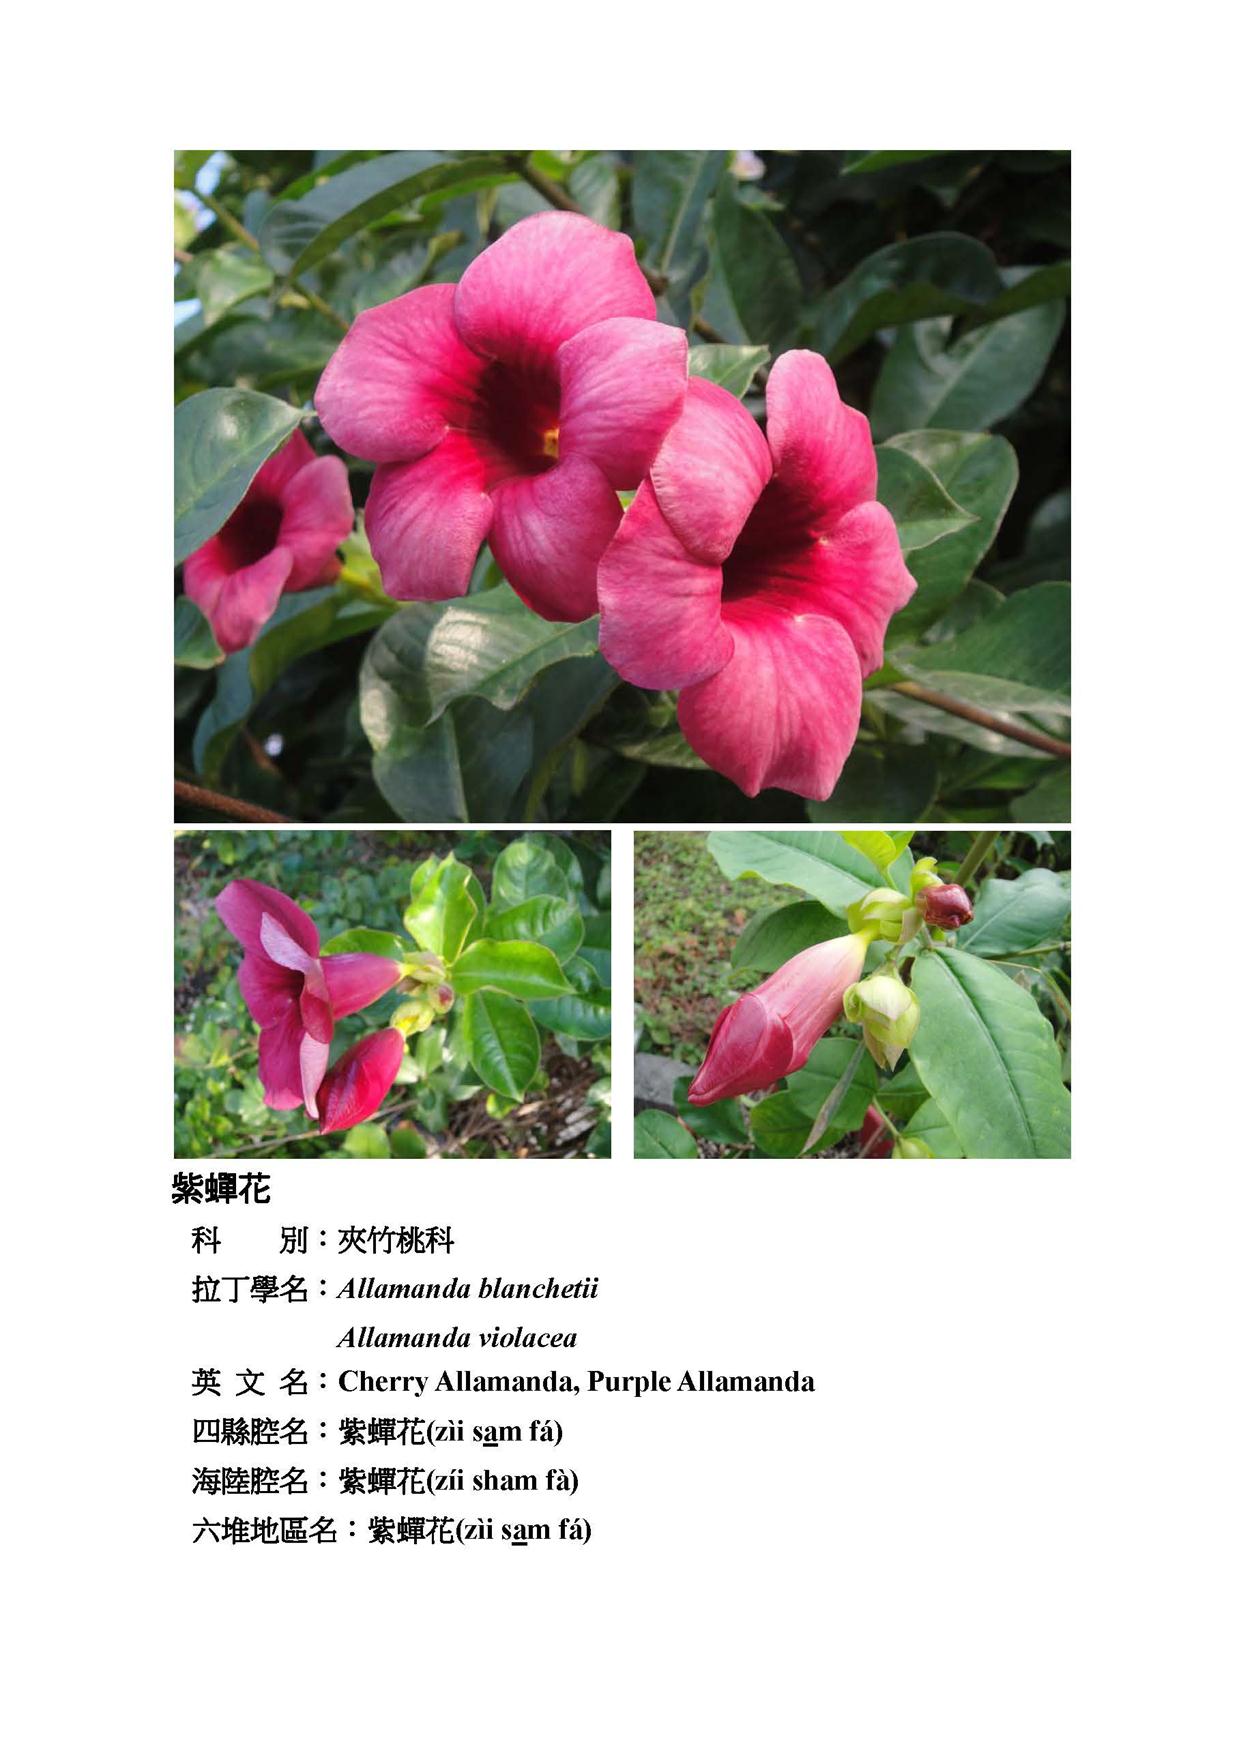 紫蟬花
科　　別：夾竹桃科
拉丁學名：Allamanda blanchetii
Allamanda violacea
英 文 名：Cherry Allamanda, Purple Allamanda
四縣腔名：紫蟬花(zìi sa̲m fá)
海陸腔名：紫蟬花(zíi sham fà)
六堆地區名：紫蟬花(zìi sa̲m fá)